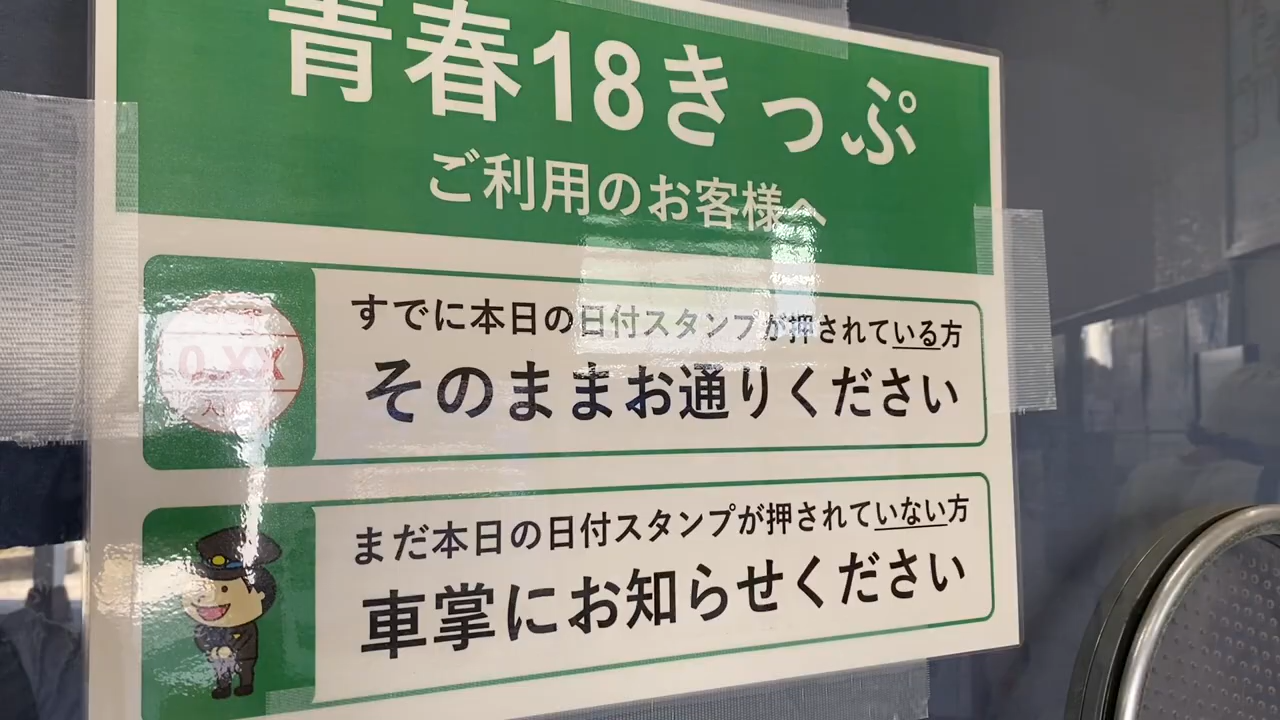 青春18きっぷ
ご利用のお客様へ
すでに本日の日付スタンプが押されている方
そのままお通りください
0.XX
まだ本日の日付スタンプが押されていない方
車掌にお知らせください